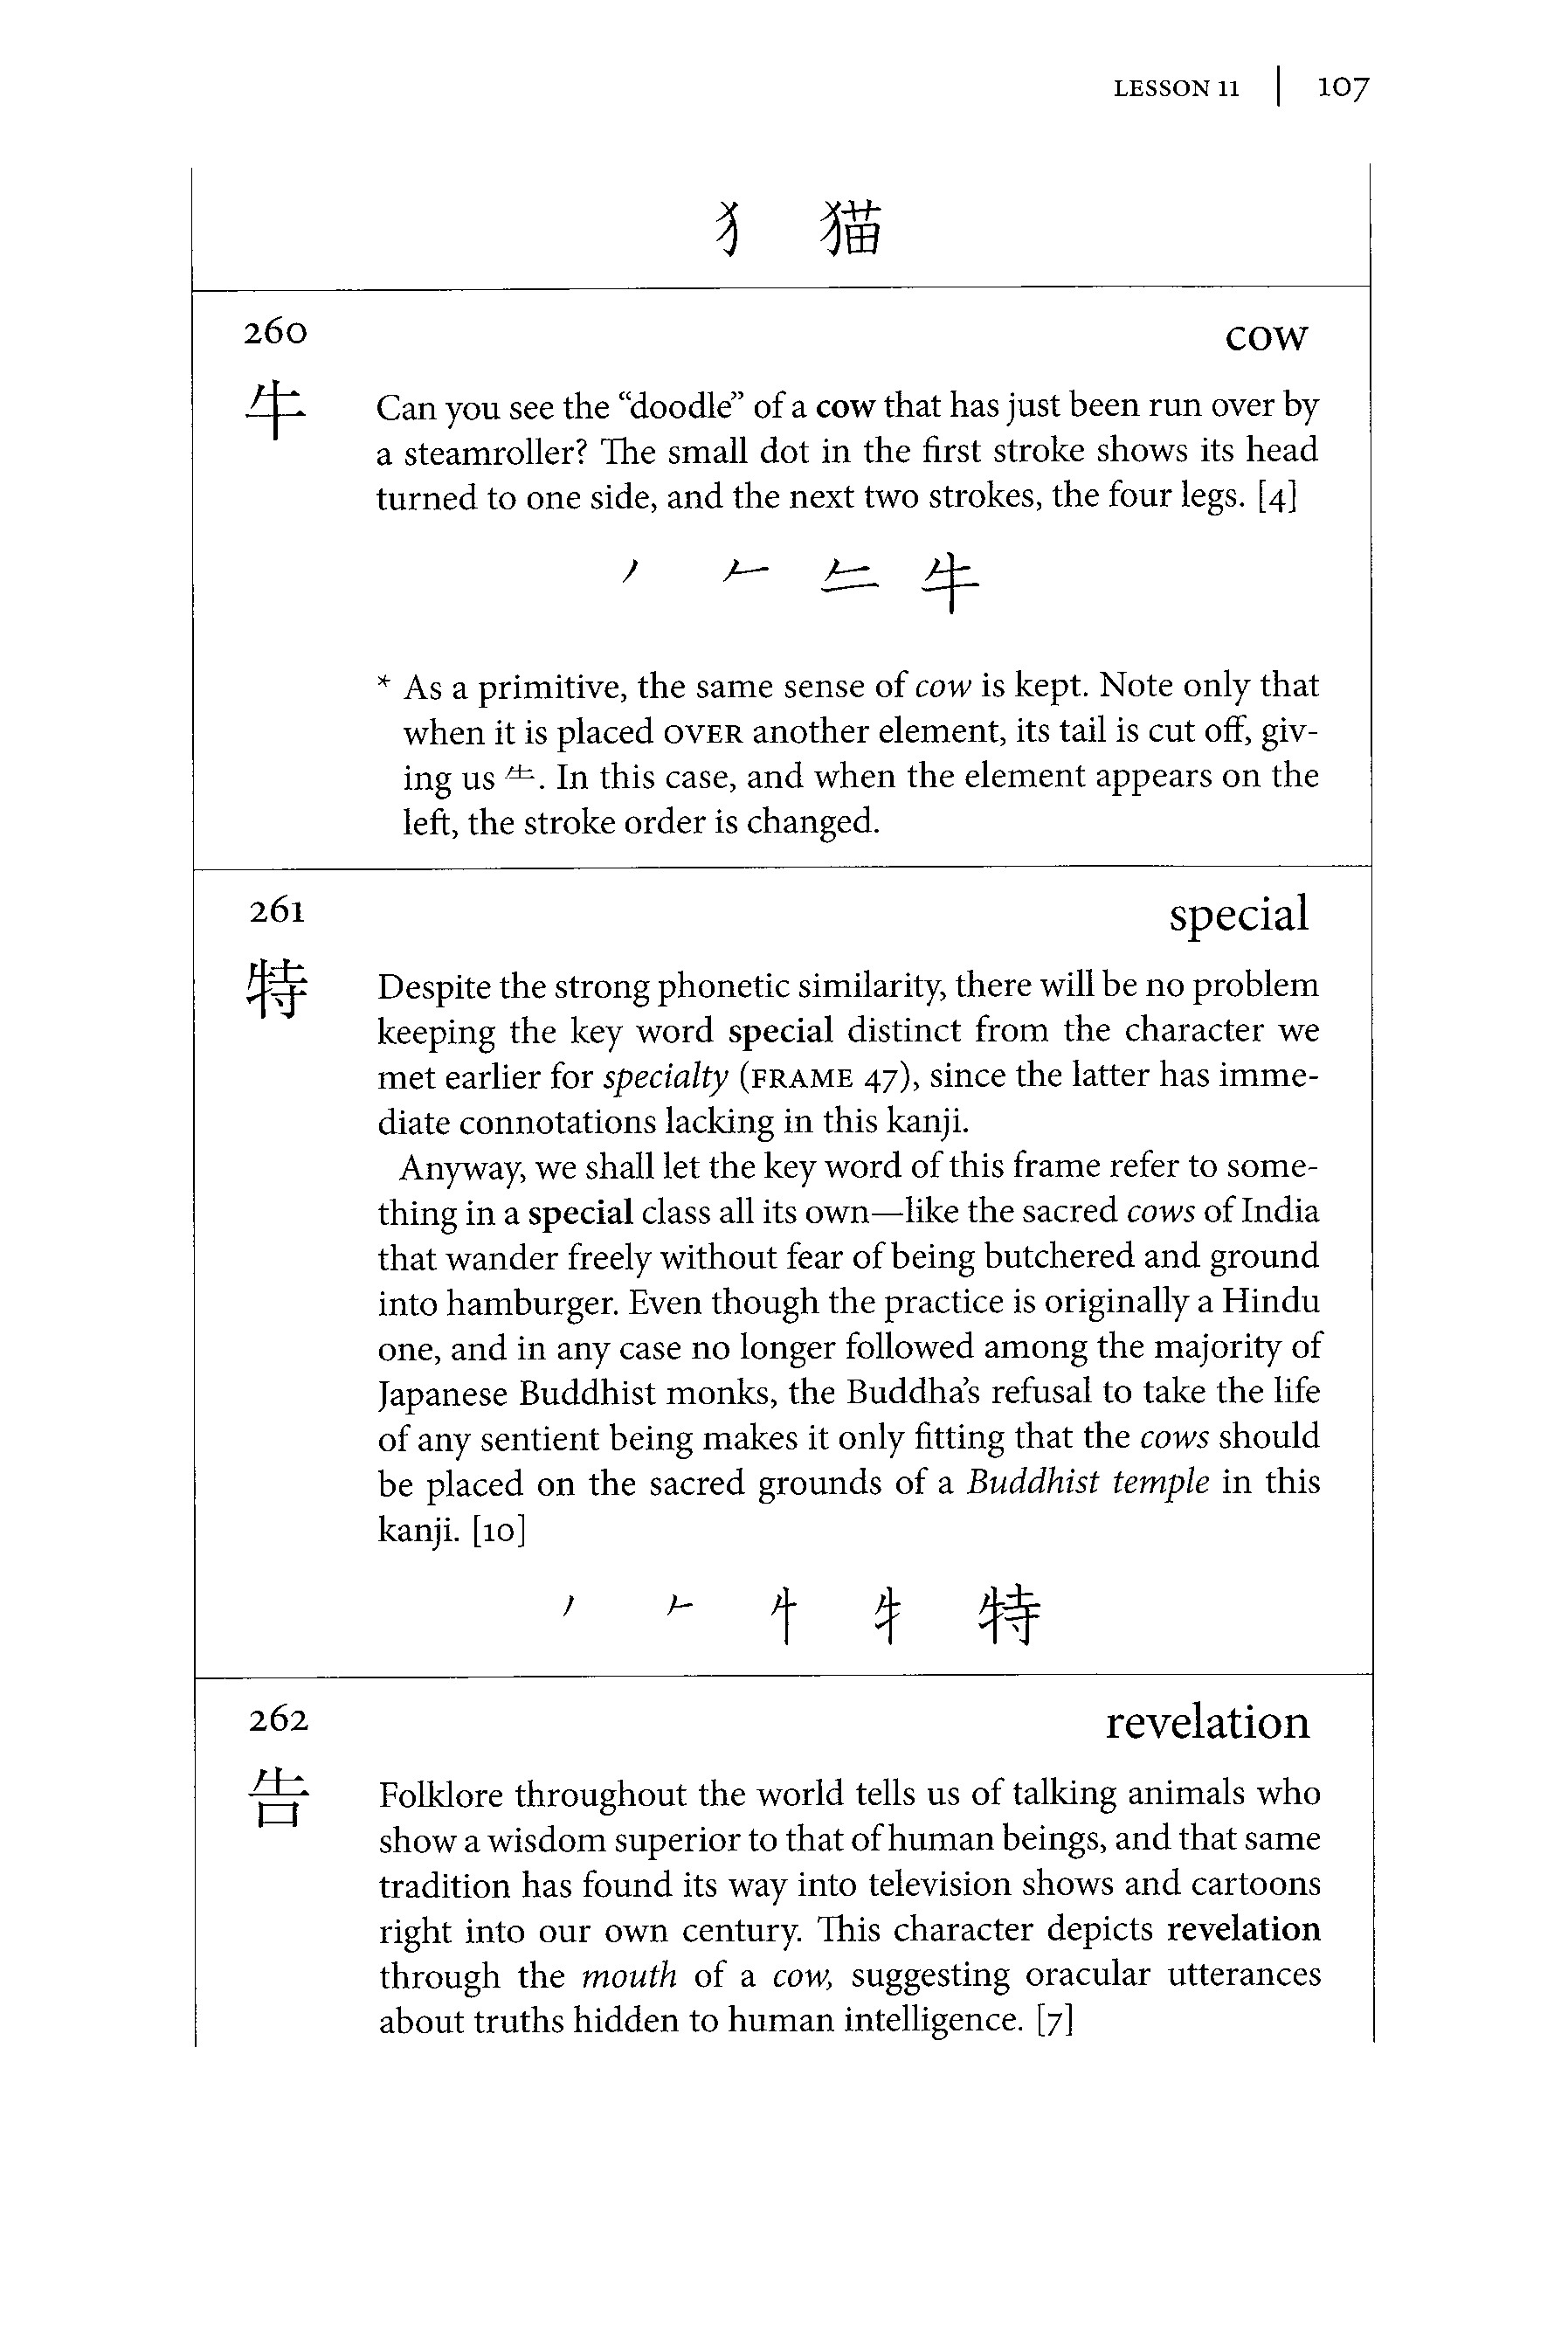 LESSON 11 | 107
犭 猫
260
cow
牛
Can you see the “doodle” of a cow that has just been run over by
a steamroller? The small dot in the first stroke shows its head
turned to one side, and the next two strokes, the four legs. [4]
牛
* As a primitive, the same sense of cow is kept. Note only that
when it is placed OVER another element, its tail is cut off, giv-
ing us ⺧. In this case, and when the element appears on the
left, the stroke order is changed.
261
special
特
Despite the strong phonetic similarity, there will be no problem
keeping the key word special distinct from the character we
met earlier for specialty (FRAME 47), since the latter has imme-
diate connotations lacking in this kanji.
Anyway, we shall let the key word of this frame refer to some-
thing in a special class all its own—like the sacred cows of India
that wander freely without fear of being butchered and ground
into hamburger. Even though the practice is originally a Hindu
one, and in any case no longer followed among the majority of
Japanese Buddhist monks, the Buddha’s refusal to take the life
of any sentient being makes it only fitting that the cows should
be placed on the sacred grounds of a Buddhist temple in this
kanji. [10]
牜 特
262
revelation
告
Folklore throughout the world tells us of talking animals who
show a wisdom superior to that of human beings, and that same
tradition has found its way into television shows and cartoons
right into our own century. This character depicts revelation
through the mouth of a cow, suggesting oracular utterances
about truths hidden to human intelligence. [7]